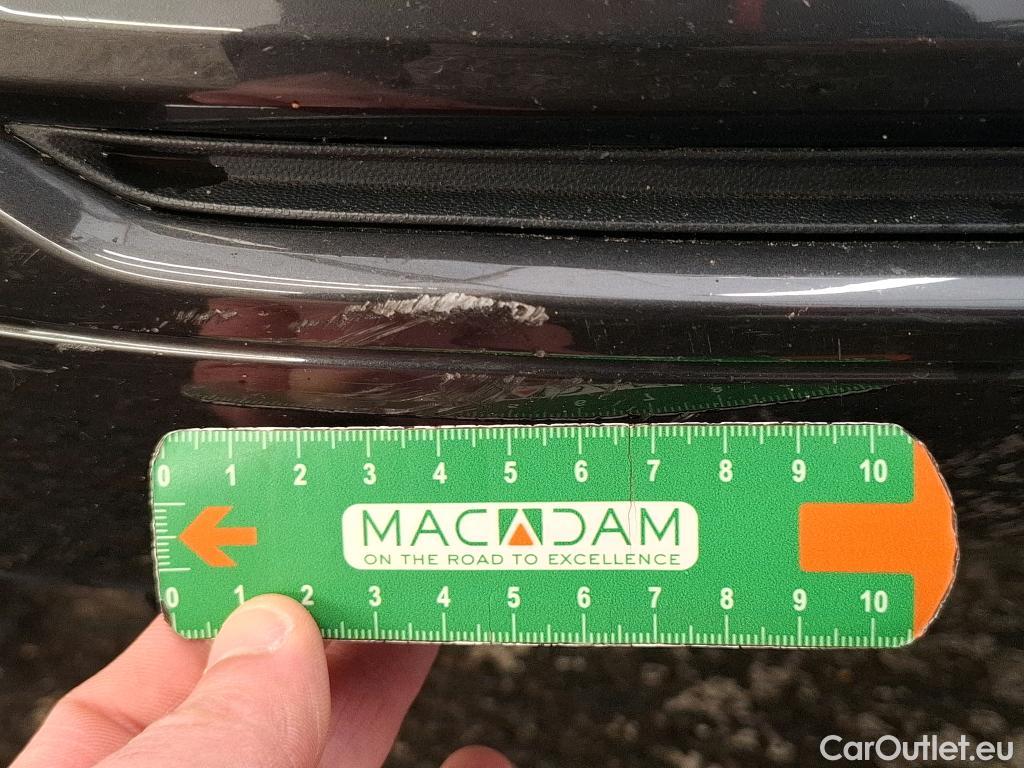 0 1 2 3 4 5 6 7 8 9 10
MACADAM
ON THE ROAD TO EXCELLENCE
0 1 2 3 4 5 6 7 8 9 10
CarOutlet.eu